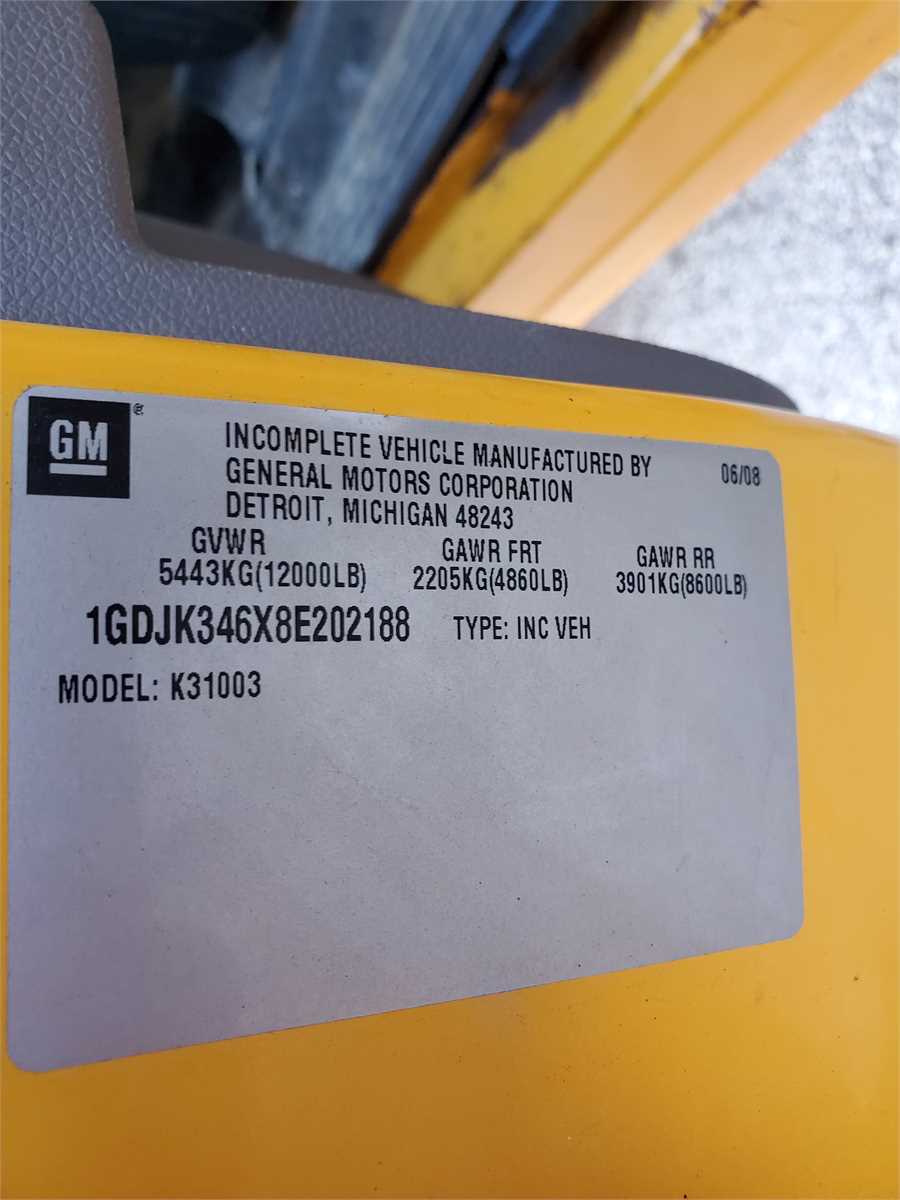 GM®
INCOMPLETE VEHICLE MANUFACTURED BY 06/08
GENERAL MOTORS CORPORATION
DETROIT, MICHIGAN 48243
GVWR GAWR FRT GAWR RR
5443KG(12000LB) 2205KG(4860LB) 3901KG(8600LB)
1GDJK346X8E202188 TYPE: INC VEH
MODEL: K31003